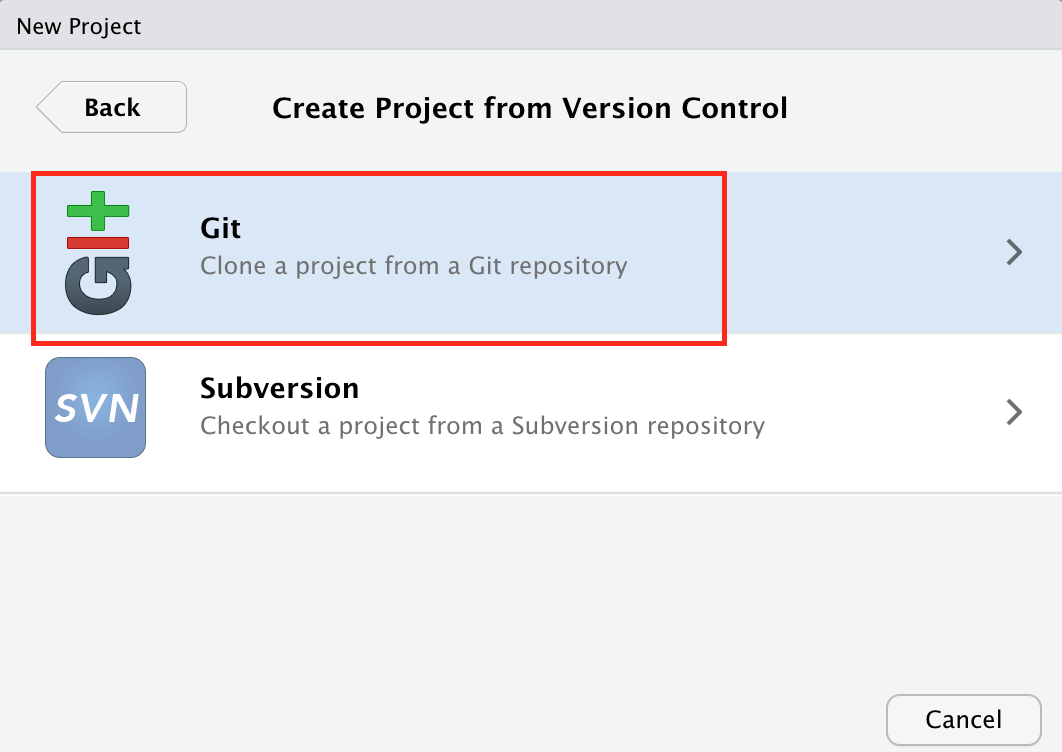 New Project
Back
Create Project from Version Control
GIt
Git
Clone a project from a Git repository
SVN
Subversion
Checkout a project from a Subversion repository
Cancel